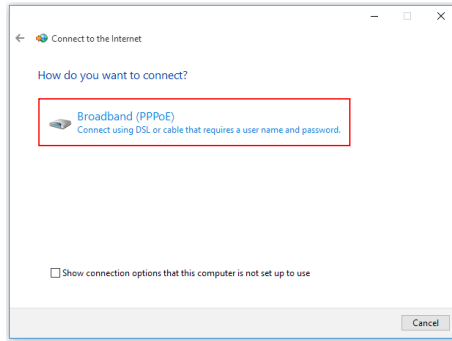 Connect to the Internet
How do you want to connect?
Broadband (PPPoE)
Connect using DSL or cable that requires a user name and password.
Show connection options that this computer is not set up to use
Cancel